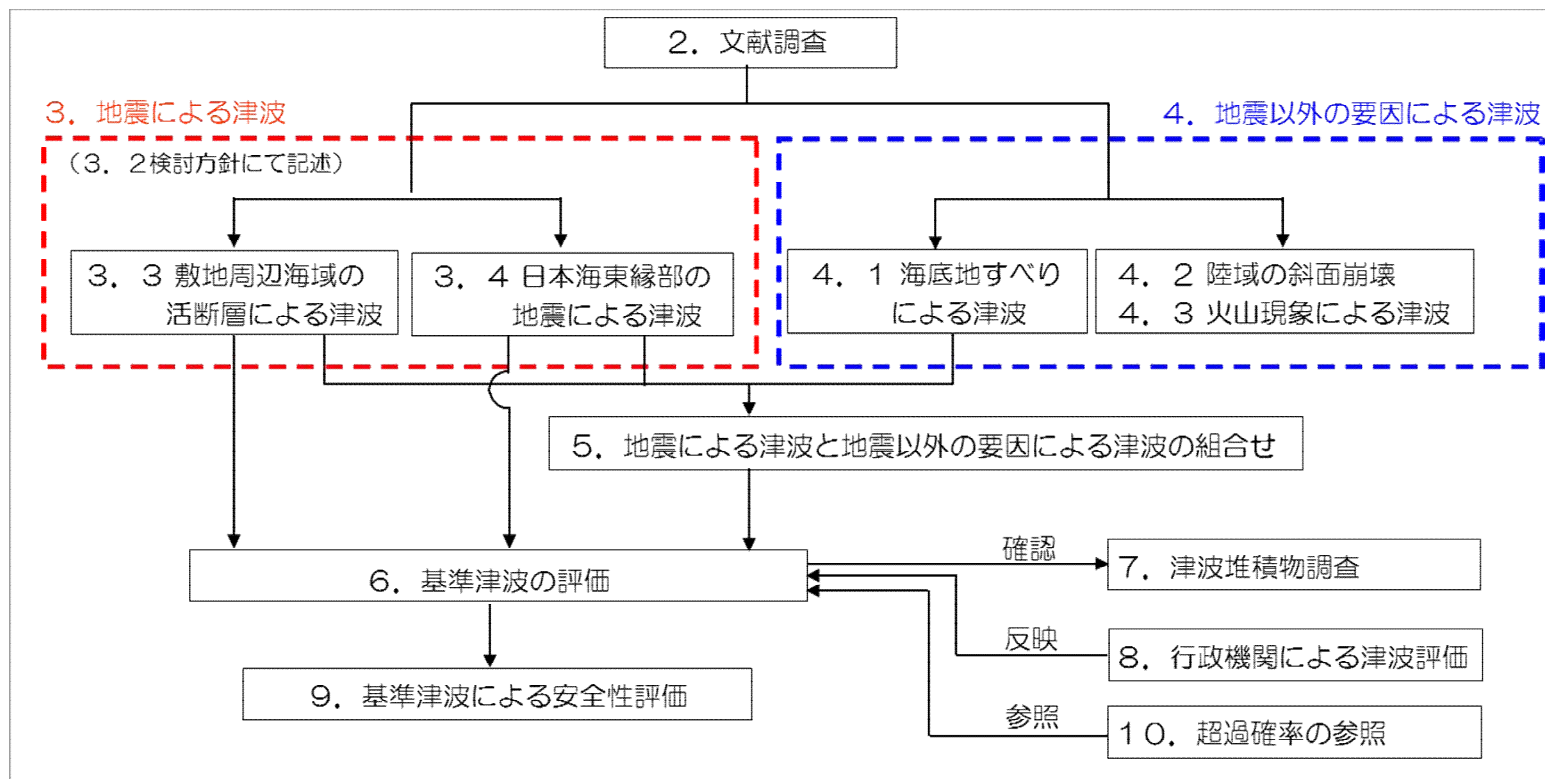 ２．文献調査
３．地震による津波
４．地震以外の要因による津波
（３．２検討方針にて記述）
３．３ 敷地周辺海域の
活断層による津波
３．４ 日本海東縁部の
地震による津波
４．１ 海底地すべり
による津波
４．２ 陸域の斜面崩壊
４．３ 火山現象による津波
５．地震による津波と地震以外の要因による津波の組合せ
６．基準津波の評価
確認
７．津波堆積物調査
反映
８．行政機関による津波評価
９．基準津波による安全性評価
参照
１０．超過確率の参照